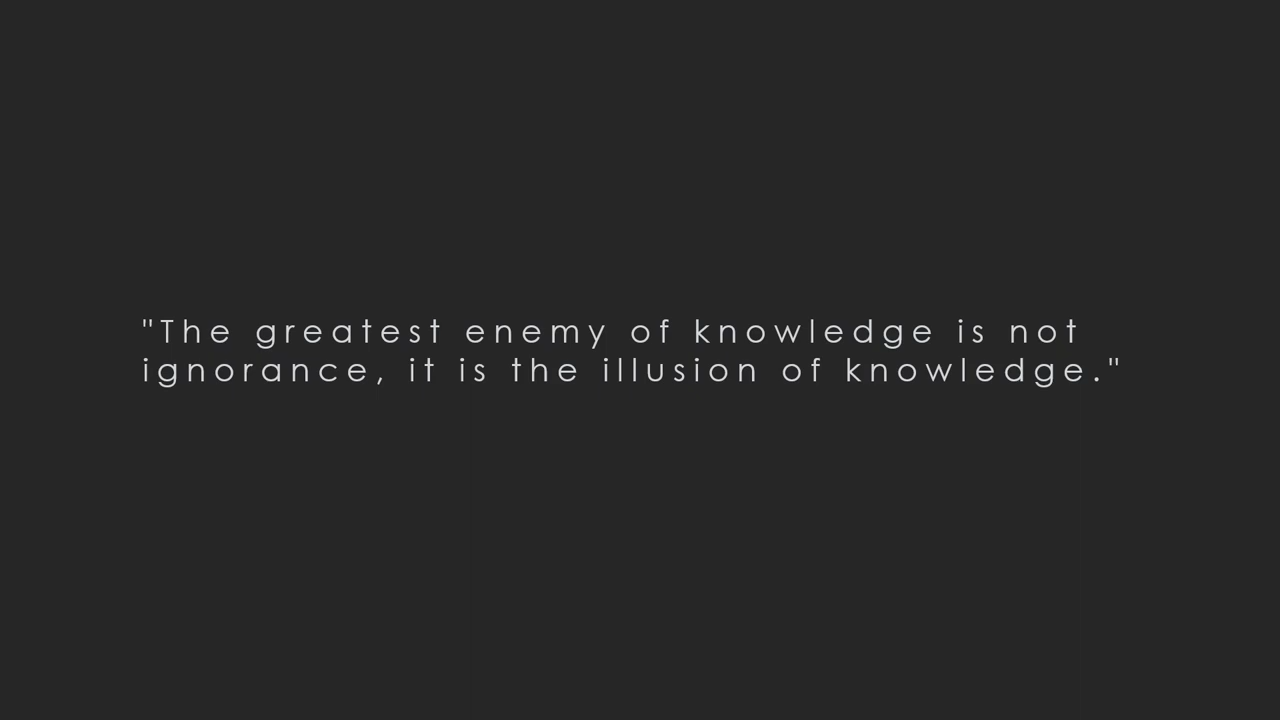 "The greatest enemy of knowledge is not
ignorance, it is the illusion of knowledge."